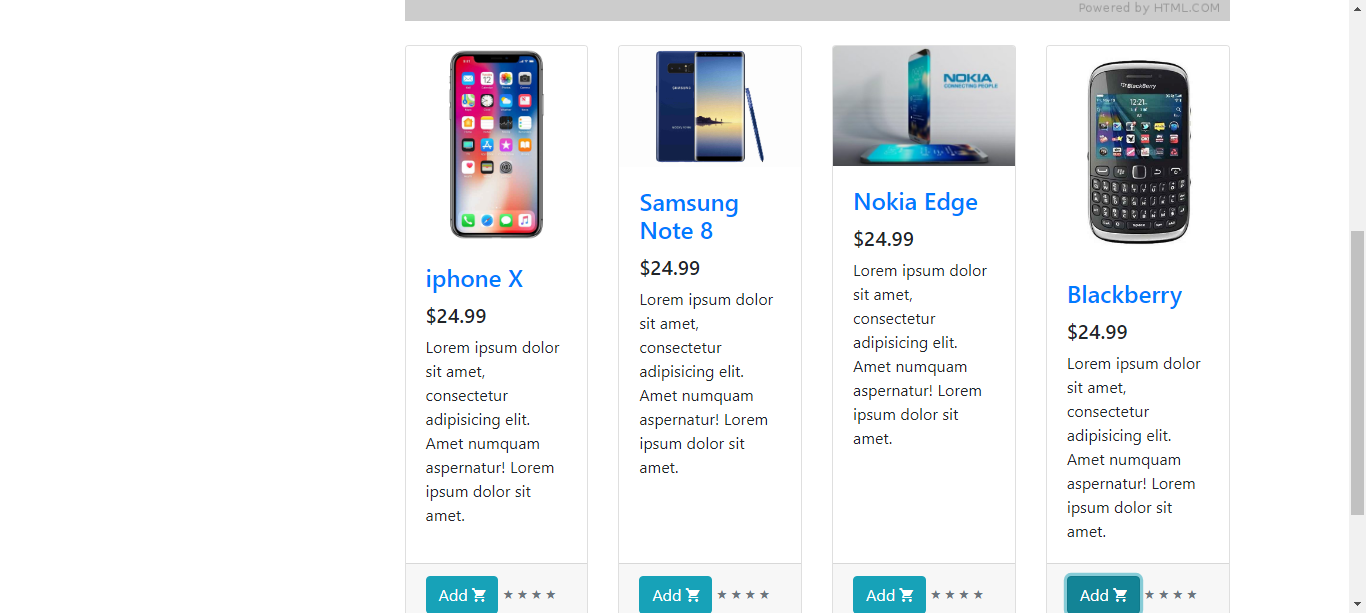 Powered by HTML.COM
iphone X
$24.99
Lorem ipsum dolor
sit amet,
consectetur
adipisicing elit.
Amet numquam
aspernatur! Lorem
ipsum dolor sit
amet.
Add
★ ★ ★ ★
SAMSUNG
Samsung
Note 8
$24.99
Lorem ipsum dolor
sit amet,
consectetur
adipisicing elit.
Amet numquam
aspernatur! Lorem
ipsum dolor sit
amet.
Add
★ ★ ★ ★
NOKIA
CONNECTING PEOPLE
Nokia Edge
$24.99
Lorem ipsum dolor
sit amet,
consectetur
adipisicing elit.
Amet numquam
aspernatur! Lorem
ipsum dolor sit
amet.
Add
★ ★ ★ ★
BlackBerry
12:21
Blackberry
$24.99
Lorem ipsum dolor
sit amet,
consectetur
adipisicing elit.
Amet numquam
aspernatur! Lorem
ipsum dolor sit
amet.
Add
★ ★ ★ ★